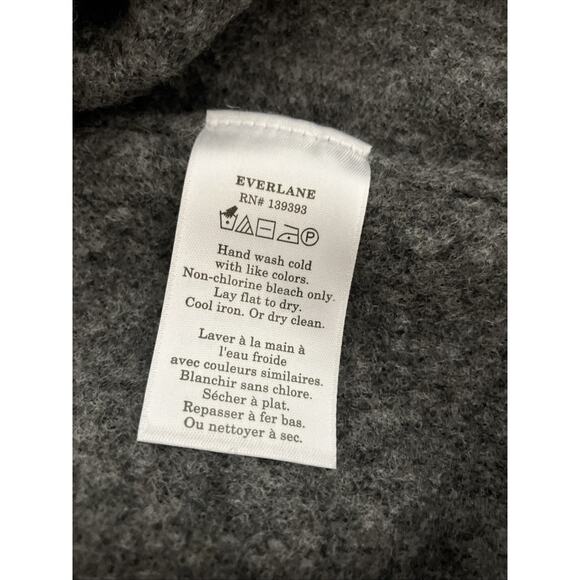 EVERLANE
RN# 139393
P
Hand wash cold
with like colors.
Non-chlorine bleach only.
Lay flat to dry.
Cool iron. Or dry clean.
Laver à la main à
l'eau froide
avec couleurs similaires.
Blanchir sans chlore.
Sécher à plat.
Repasser à fer bas.
Ou nettoyer à sec.